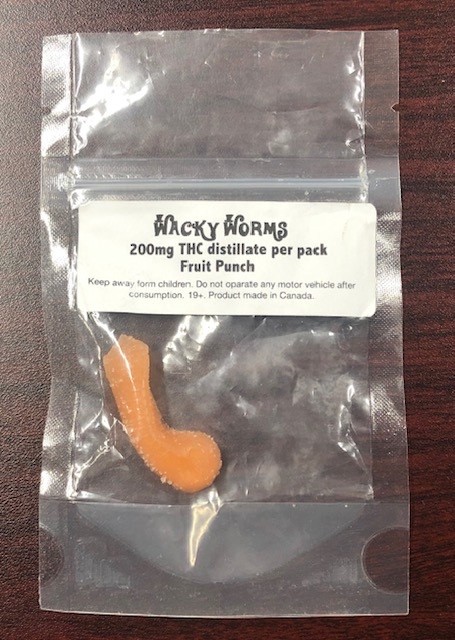 Wacky Worms
200mg THC distillate per pack
Fruit Punch
Keep away form children. Do not oparate any motor vehicle after
consumption. 19+. Product made in Canada.